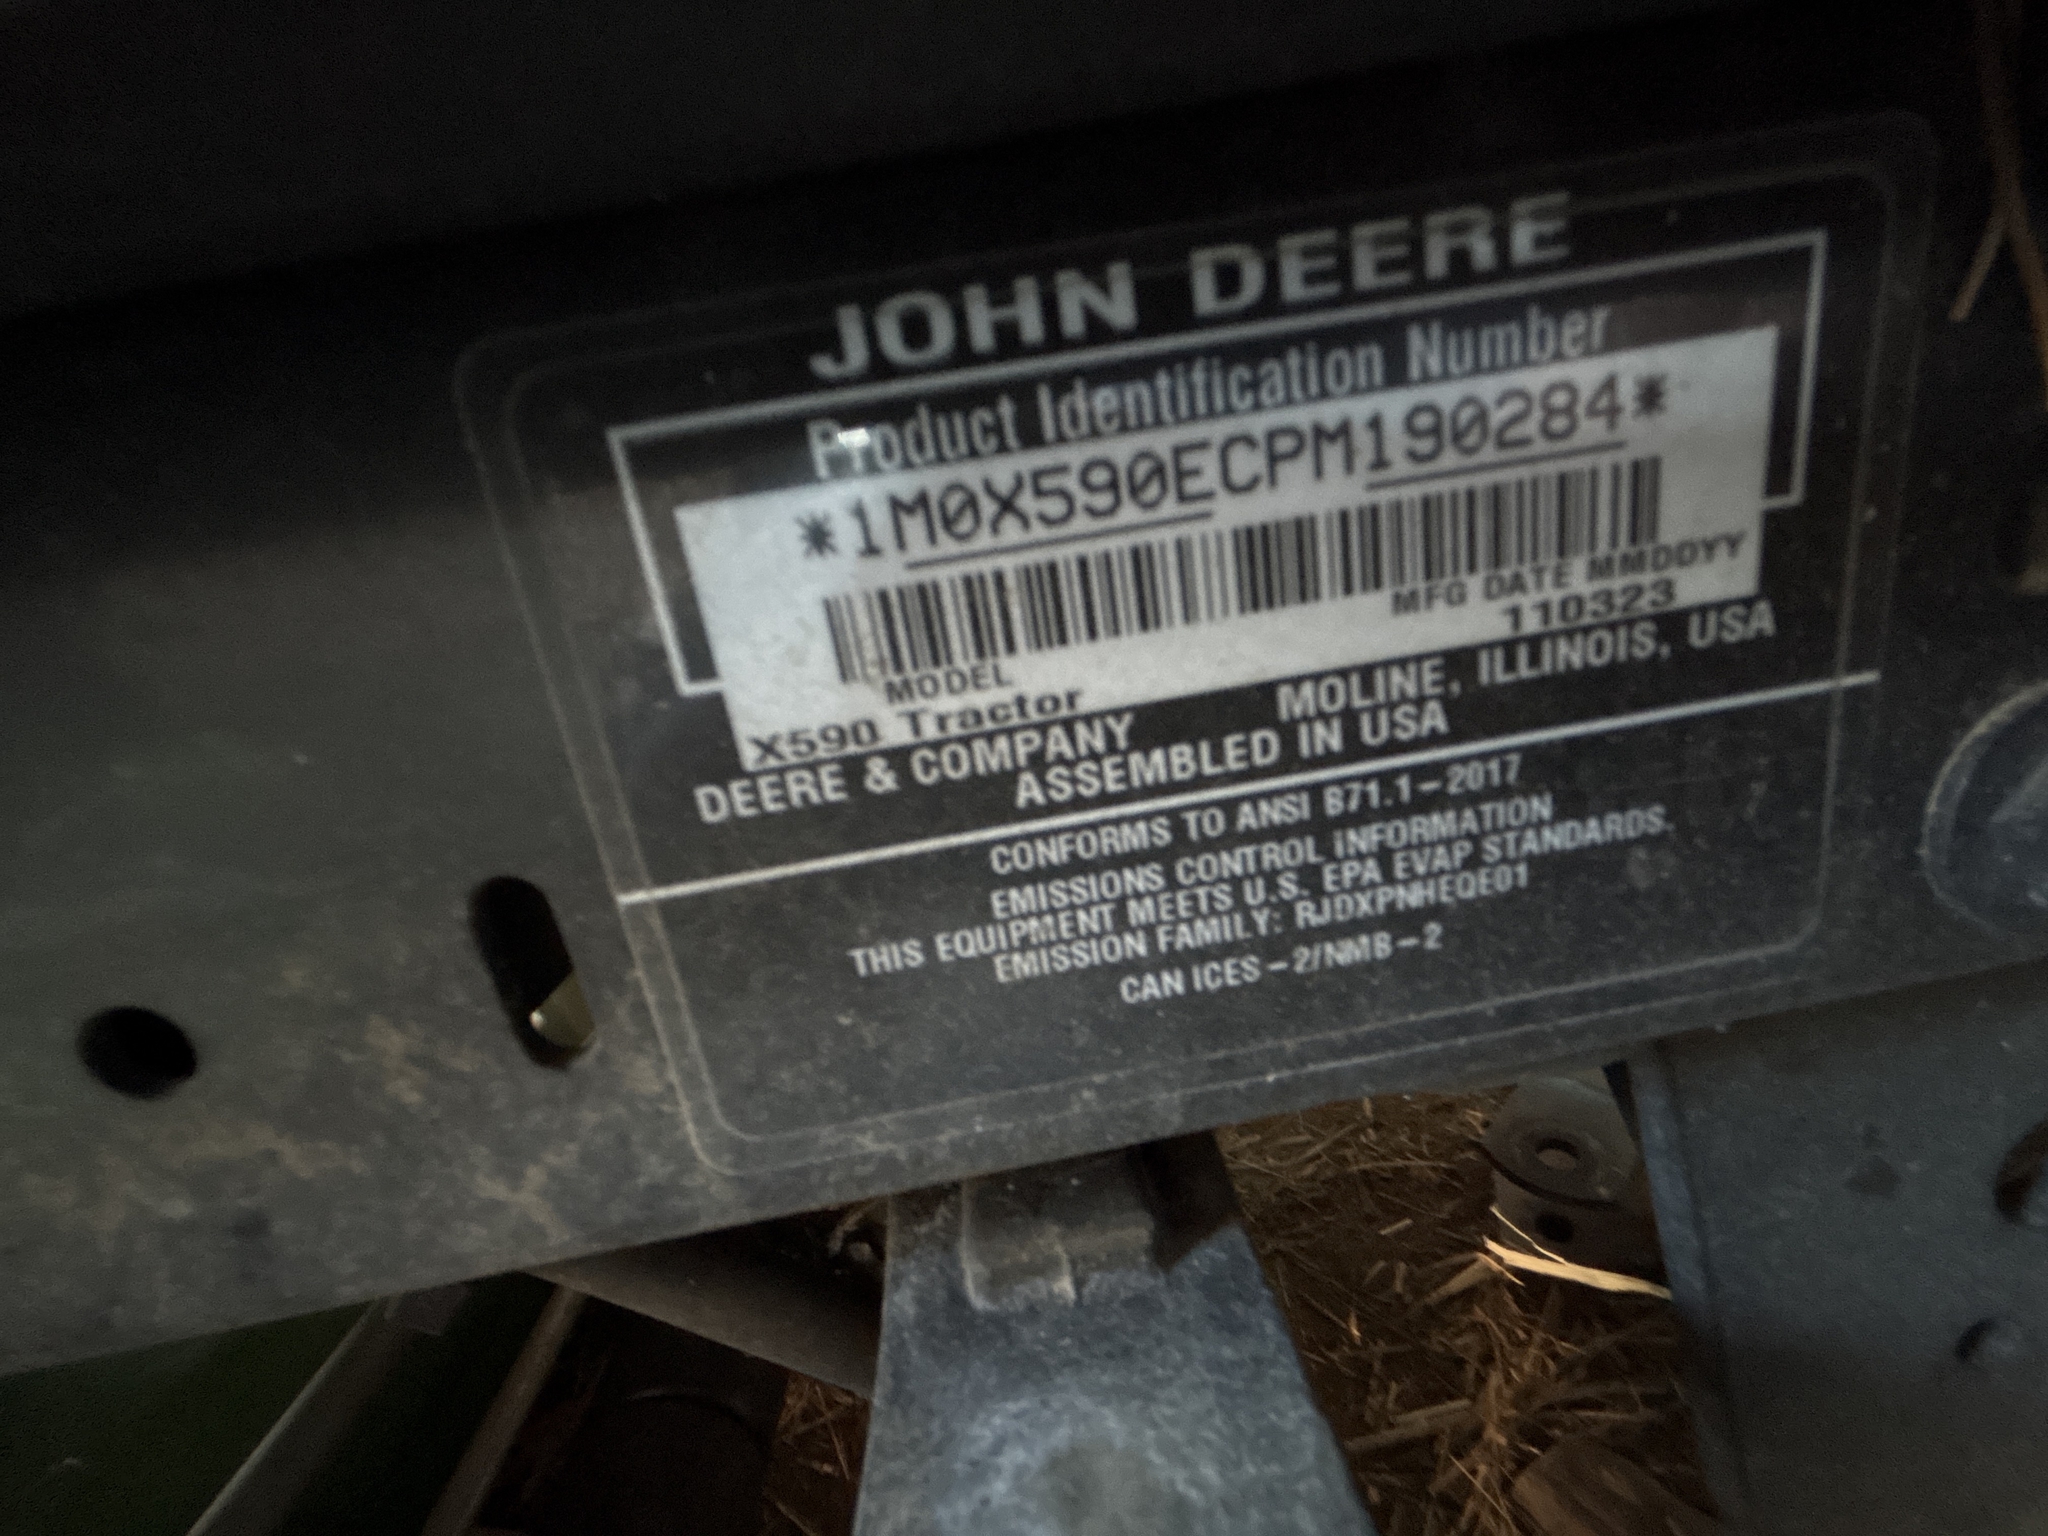 JOHN DEERE
Product Identification Number
*1M0X590ECPM190284*
MFG DATE MMDDYY
110323
MODEL
X590 Tractor
DEERE & COMPANY MOLINE, ILLINOIS, USA
ASSEMBLED IN USA
CONFORMS TO ANSI B71.1-2017
EMISSIONS CONTROL INFORMATION
THIS EQUIPMENT MEETS U.S. EPA EVAP STANDARDS.
EMISSION FAMILY: RJDXPNHEQE01
CAN ICES-2/NMB-2